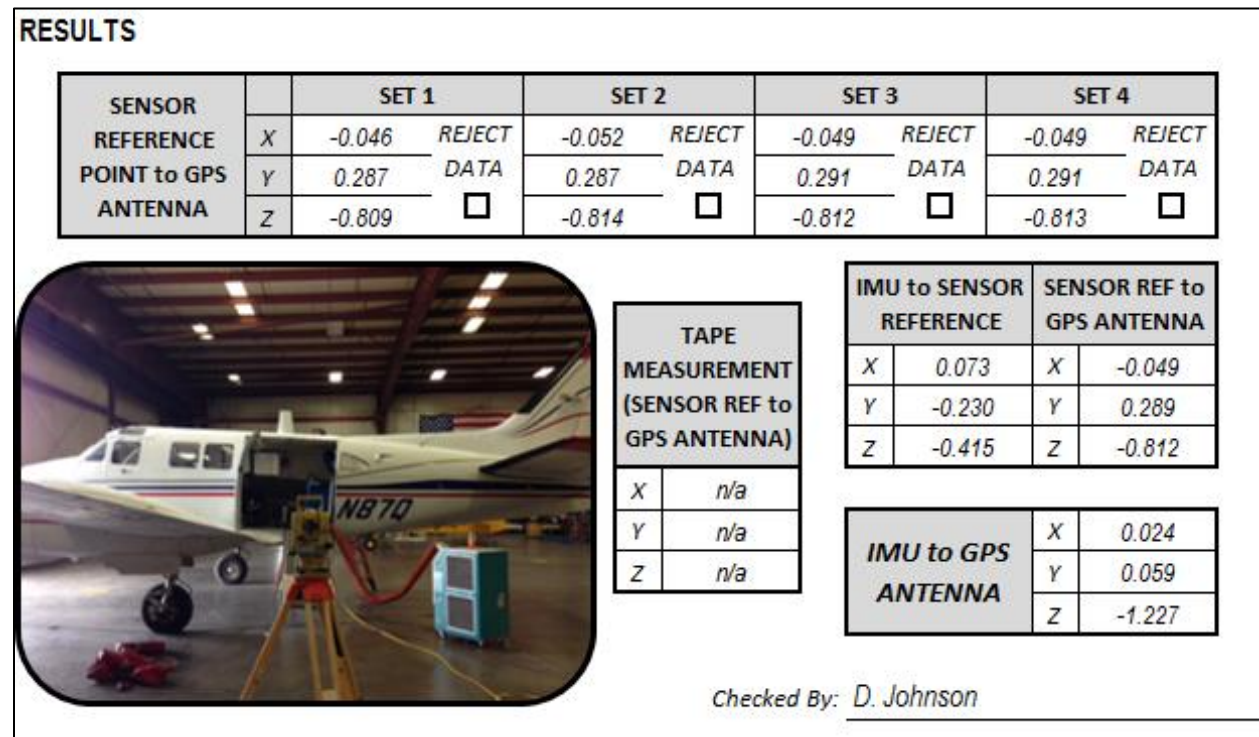 RESULTS
SENSOR REFERENCE POINT to GPS ANTENNA
SET 1 SET 2 SET 3 SET 4
X -0.046 REJECT DATA -0.052 REJECT DATA -0.049 REJECT DATA -0.049 REJECT DATA
Y 0.287 0.287 0.291 0.291
Z -0.809 -0.814 -0.812 -0.813
N87Q
TAPE
MEASUREMENT
(SENSOR REF to
GPS ANTENNA)
X n/a
Y n/a
Z n/a
IMU to SENSOR REFERENCE SENSOR REF to GPS ANTENNA
X 0.073 X -0.049
Y -0.230 Y 0.289
Z -0.415 Z -0.812
IMU to GPS
ANTENNA
X 0.024
Y 0.059
Z -1.227
Checked By: D. Johnson